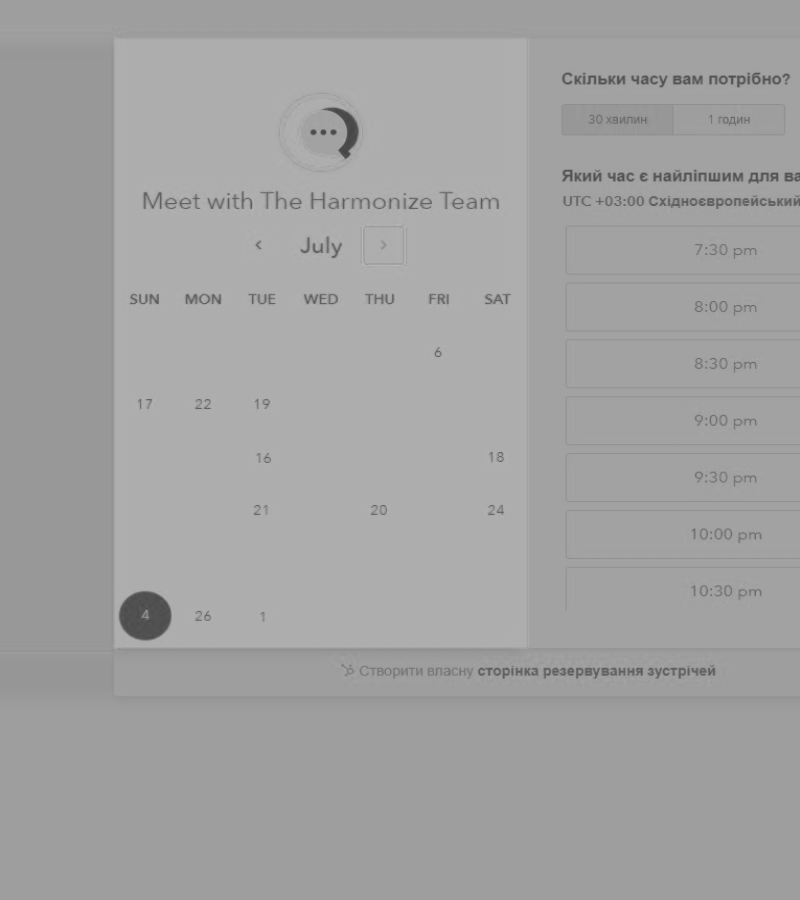 Meet with The Harmonize Team
July
SUN MON TUE WED THU FRI SAT
6
17 22 19
16 18
21 20 24
4 26 1
Скільки часу вам потрібно?
30 хвилин 1 годин
Який час є найліпшим для ва
UTC +03:00 Східноєвропейський
7:30 pm
8:00 pm
8:30 pm
9:00 pm
9:30 pm
10:00 pm
10:30 pm
Створити власну сторінка резервування зустрічей